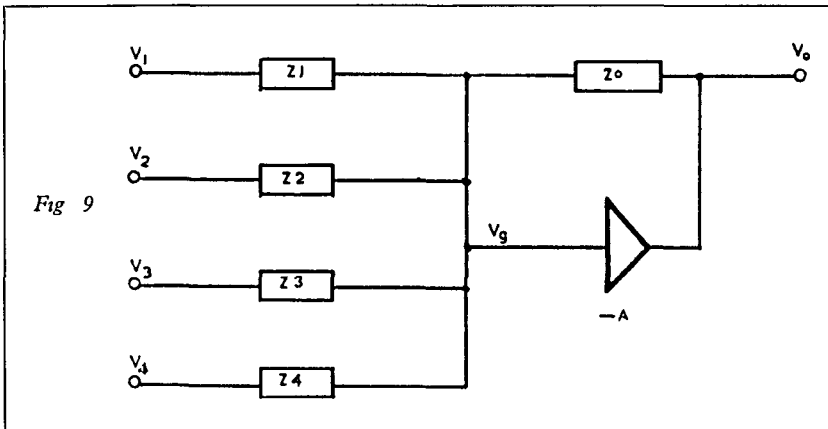 V₁ Z1 Z0 V₀
V₂ Z2
Fig 9
Vg
V₃ Z3
−A
V₄ Z4